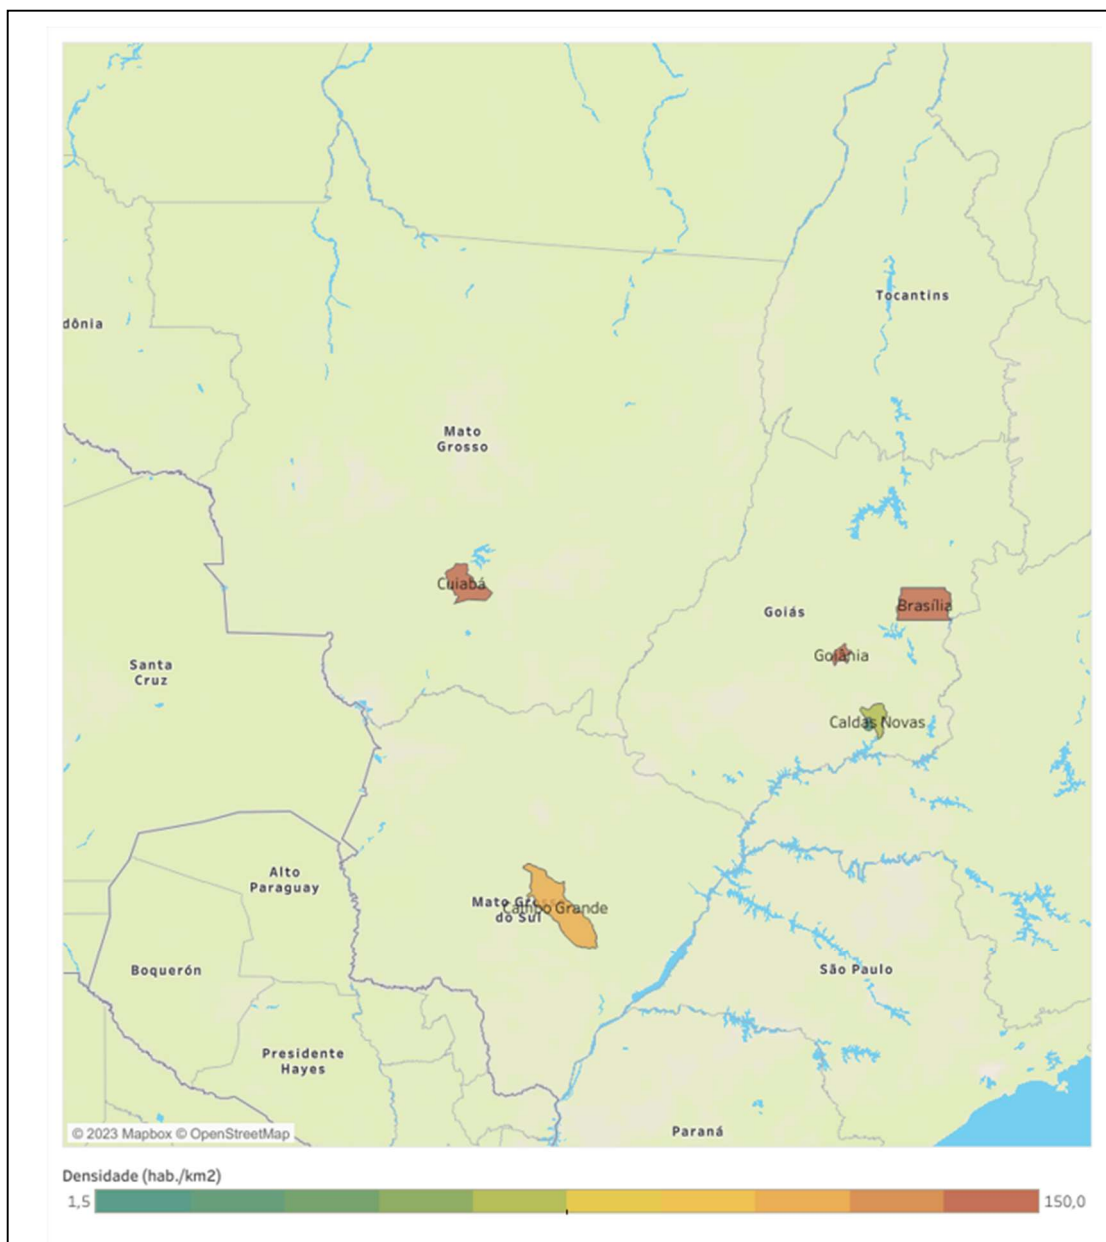 Tocantins
dônia
Mato
Grosso
Cuiabá
Brasília
Goiás
Goiânia
Santa
Cruz
Caldas Novas
Alto
Paraguay
Mato Grosso
do Sul
Campo Grande
Boquerón
São Paulo
Presidente
Hayes
Paraná
© 2023 Mapbox © OpenStreetMap
Densidade (hab./km2)
1,5
150,0